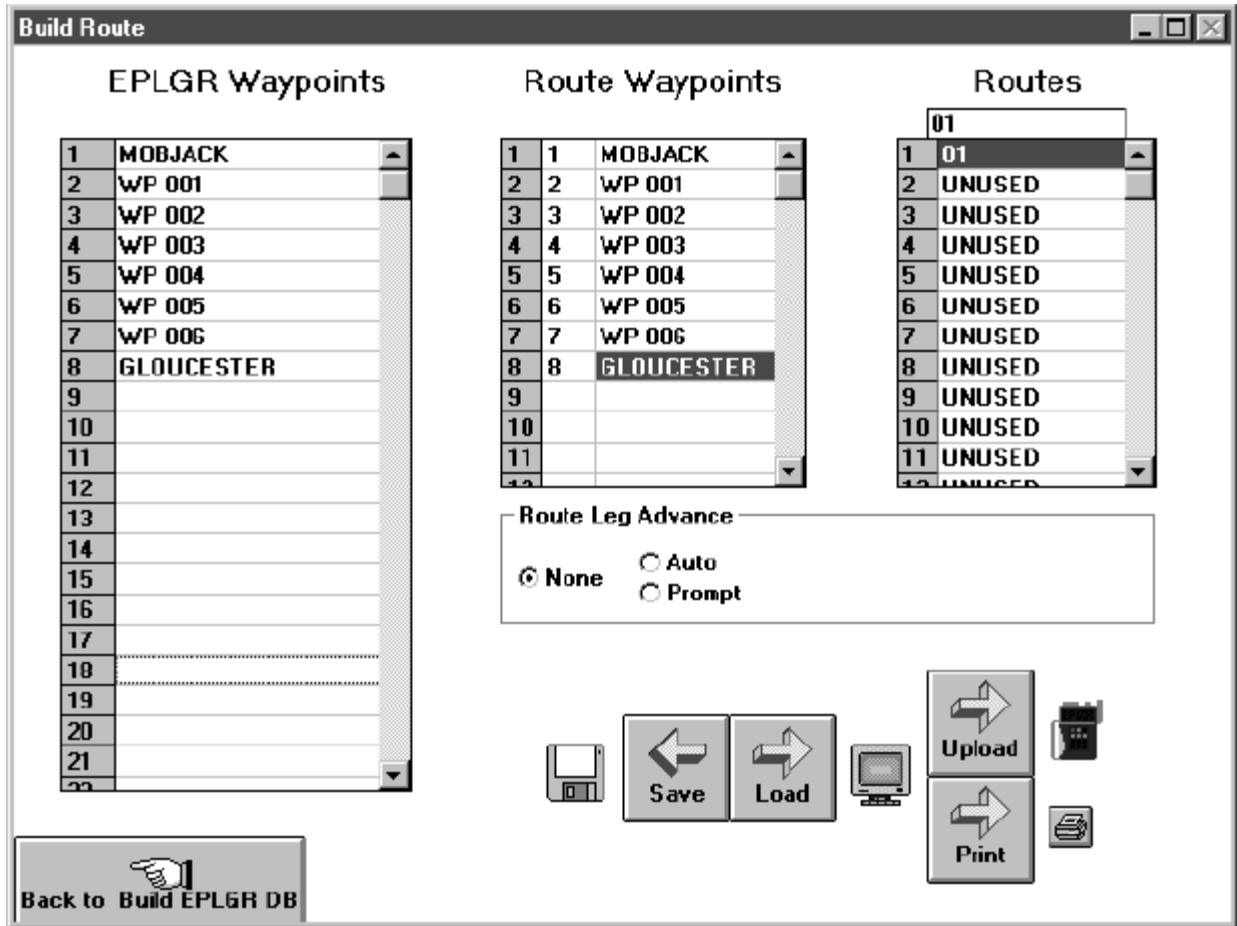 Build Route
EPLGR Waypoints
1 MOBJACK
2 WP 001
3 WP 002
4 WP 003
5 WP 004
6 WP 005
7 WP 006
8 GLOUCESTER
9
10
11
12
13
14
15
16
17
18
19
20
21
22
Route Waypoints
1 1 MOBJACK
2 2 WP 001
3 3 WP 002
4 4 WP 003
5 5 WP 004
6 6 WP 005
7 7 WP 006
8 8 GLOUCESTER
9
10
11
12
Routes
01
1 01
2 UNUSED
3 UNUSED
4 UNUSED
5 UNUSED
6 UNUSED
7 UNUSED
8 UNUSED
9 UNUSED
10 UNUSED
11 UNUSED
12 UNUSED
Route Leg Advance
None
Auto
Prompt
Save
Load
Upload
EPLGR
Print
Back to Build EPLGR DB